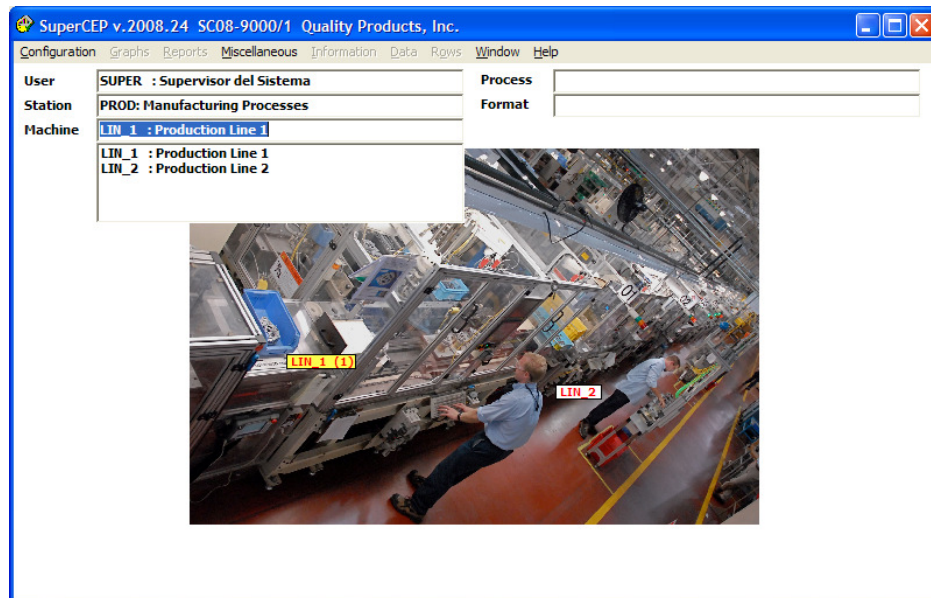 SuperCEP v.2008.24 SC08-9000/1 Quality Products, Inc.
Configuration Graphs Reports Miscellaneous Information Data Rows Window Help
User SUPER : Supervisor del Sistema Process
Station PROD: Manufacturing Processes Format
Machine LIN_1 : Production Line 1
LIN_1 : Production Line 1
LIN_2 : Production Line 2
LIN_1 (1)
LIN_2